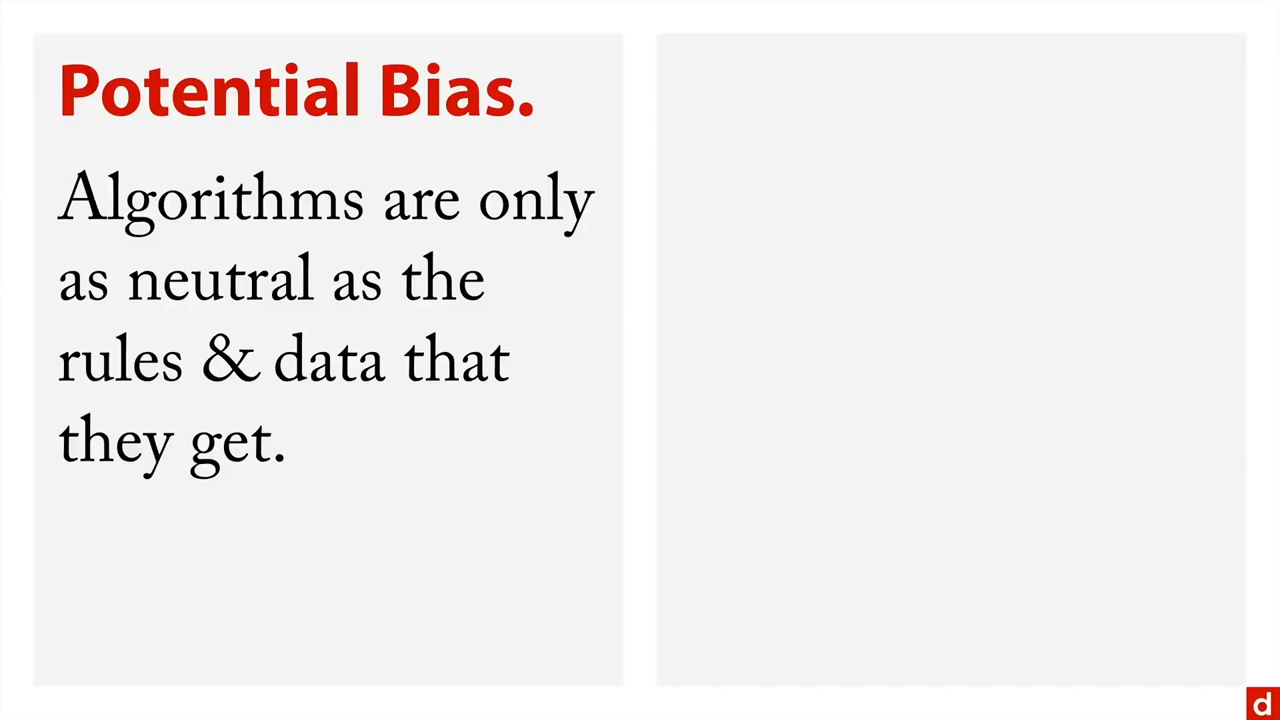 Potential Bias.
Algorithms are only
as neutral as the
rules & data that
they get.
d